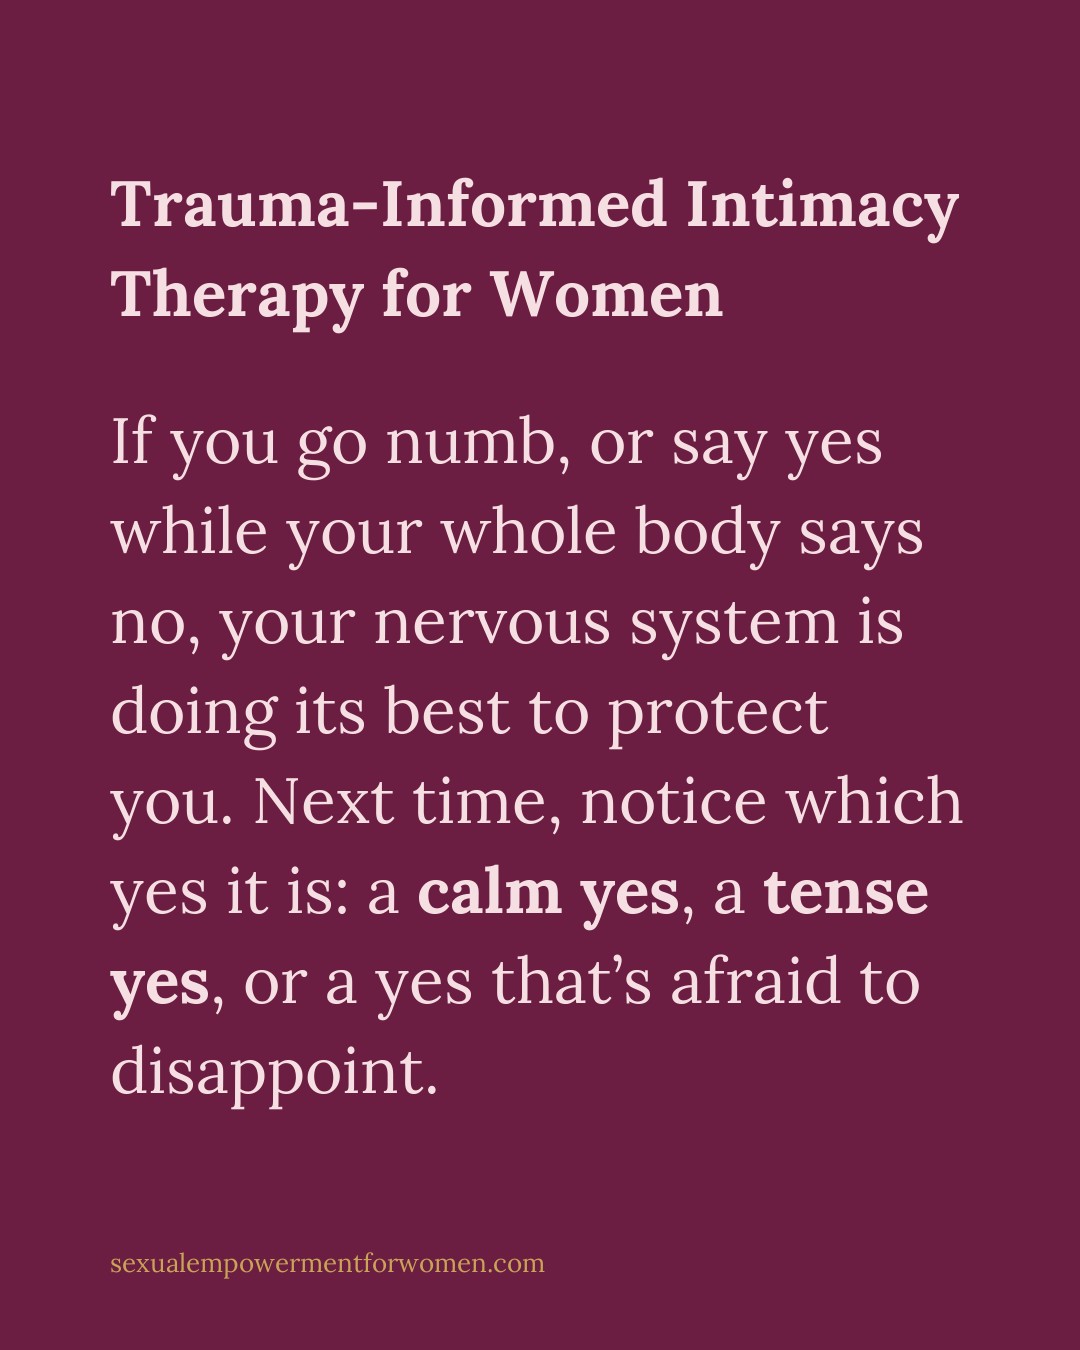 Trauma-Informed Intimacy
Therapy for Women
If you go numb, or say yes
while your whole body says
no, your nervous system is
doing its best to protect
you. Next time, notice which
yes it is: a calm yes, a tense
yes, or a yes that’s afraid to
disappoint.
sexualempowermentforwomen.com